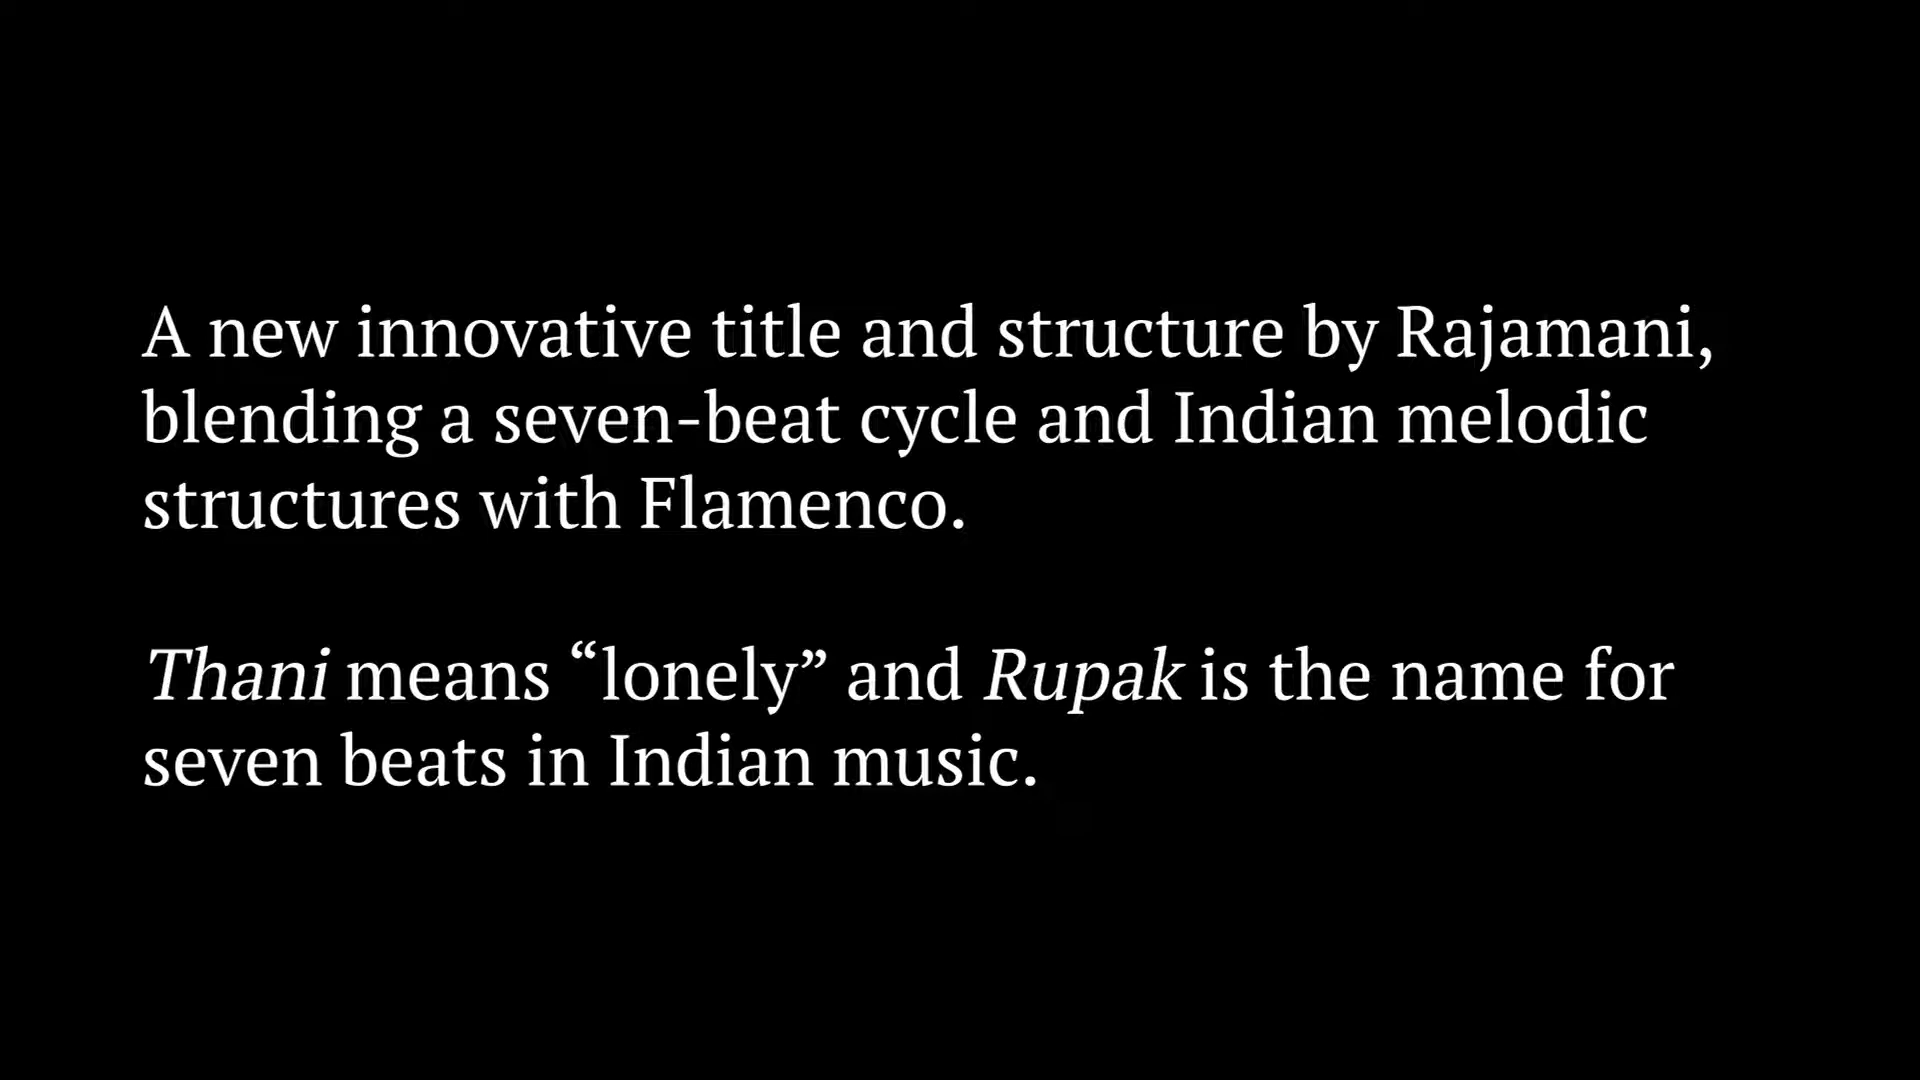 A new innovative title and structure by Rajamani,
blending a seven-beat cycle and Indian melodic
structures with Flamenco.
Thani means “lonely” and Rupak is the name for
seven beats in Indian music.